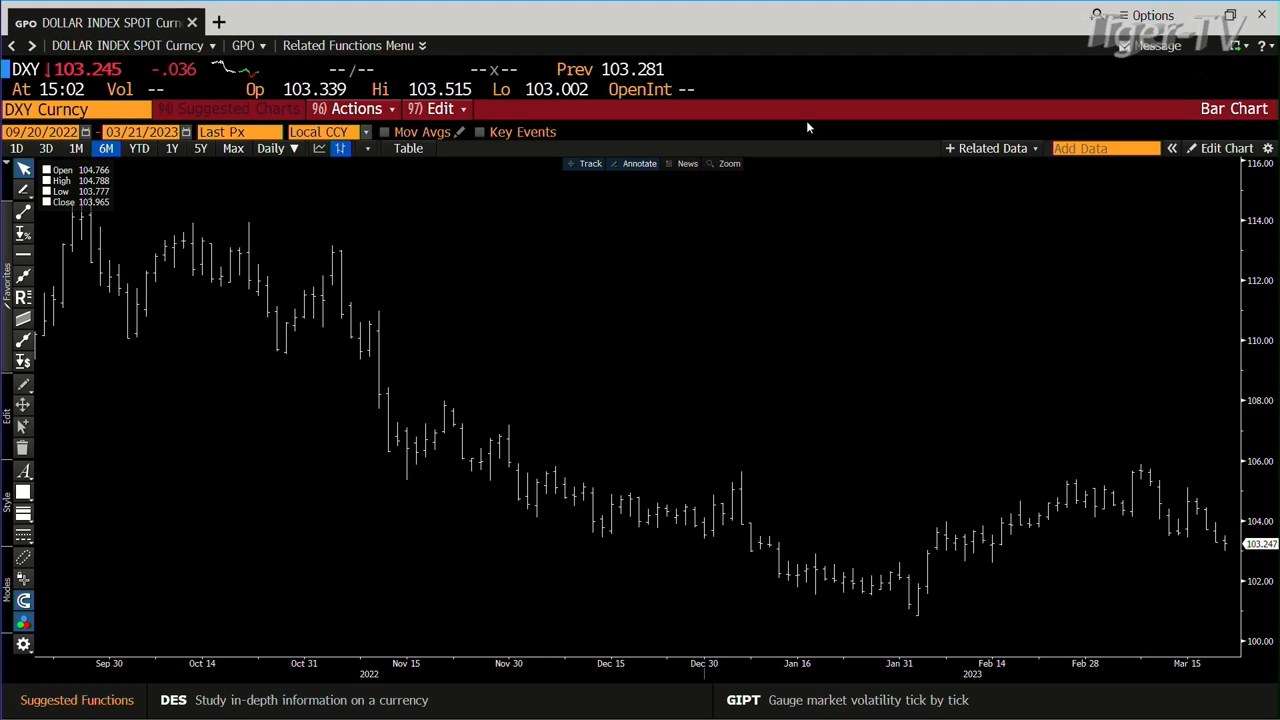 GPO DOLLAR INDEX SPOT Curn
Options
DOLLAR INDEX SPOT Curncy GPO Related Functions Menu
Message
Tiger-TV
DXY 103.245 -.036 --/-- --x-- Prev 103.281
At 15:02 Vol -- Op 103.339 Hi 103.515 Lo 103.002 OpenInt --
DXY Curncy 94) Suggested Charts 96) Actions 97) Edit Bar Chart
09/20/2022 - 03/21/2023 Last Px Local CCY Mov Avgs Key Events
1D 3D 1M 6M YTD 1Y 5Y Max Daily Table + Related Data Add Data Edit Chart
Track Annotate News Zoom
Open 104.766
High 104.788
Low 103.777
Close 103.965
Favorites
Edit
Style
Modes
116.00
114.00
112.00
110.00
108.00
106.00
104.00
103.247
102.00
100.00
Sep 30 Oct 14 Oct 31 Nov 15 Nov 30 Dec 15 Dec 30 Jan 16 Jan 31 Feb 14 Feb 28 Mar 15
2022 2023
Suggested Functions DES Study in-depth information on a currency GIPT Gauge market volatility tick by tick